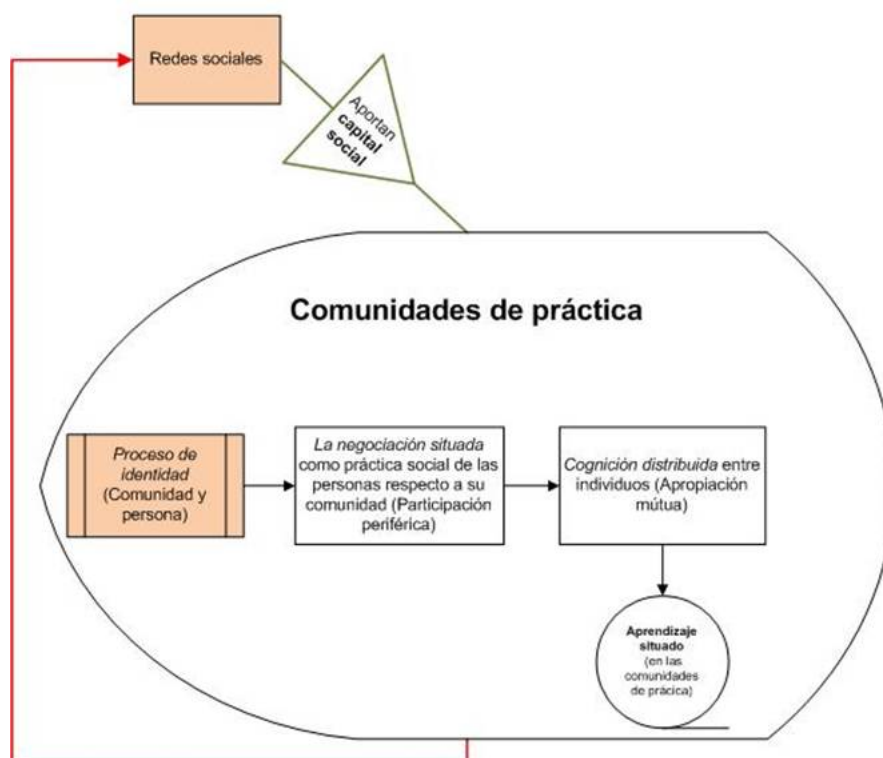 Redes sociales
Aportan
capital
social
Comunidades de práctica
Proceso de
identidad
(Comunidad y
persona)
La negociación situada
como práctica social de las
personas respecto a su
comunidad (Participación
periférica)
Cognición distribuida entre
individuos (Apropiación
mútua)
Aprendizaje
situado
(en las
comunidades
de prácica)